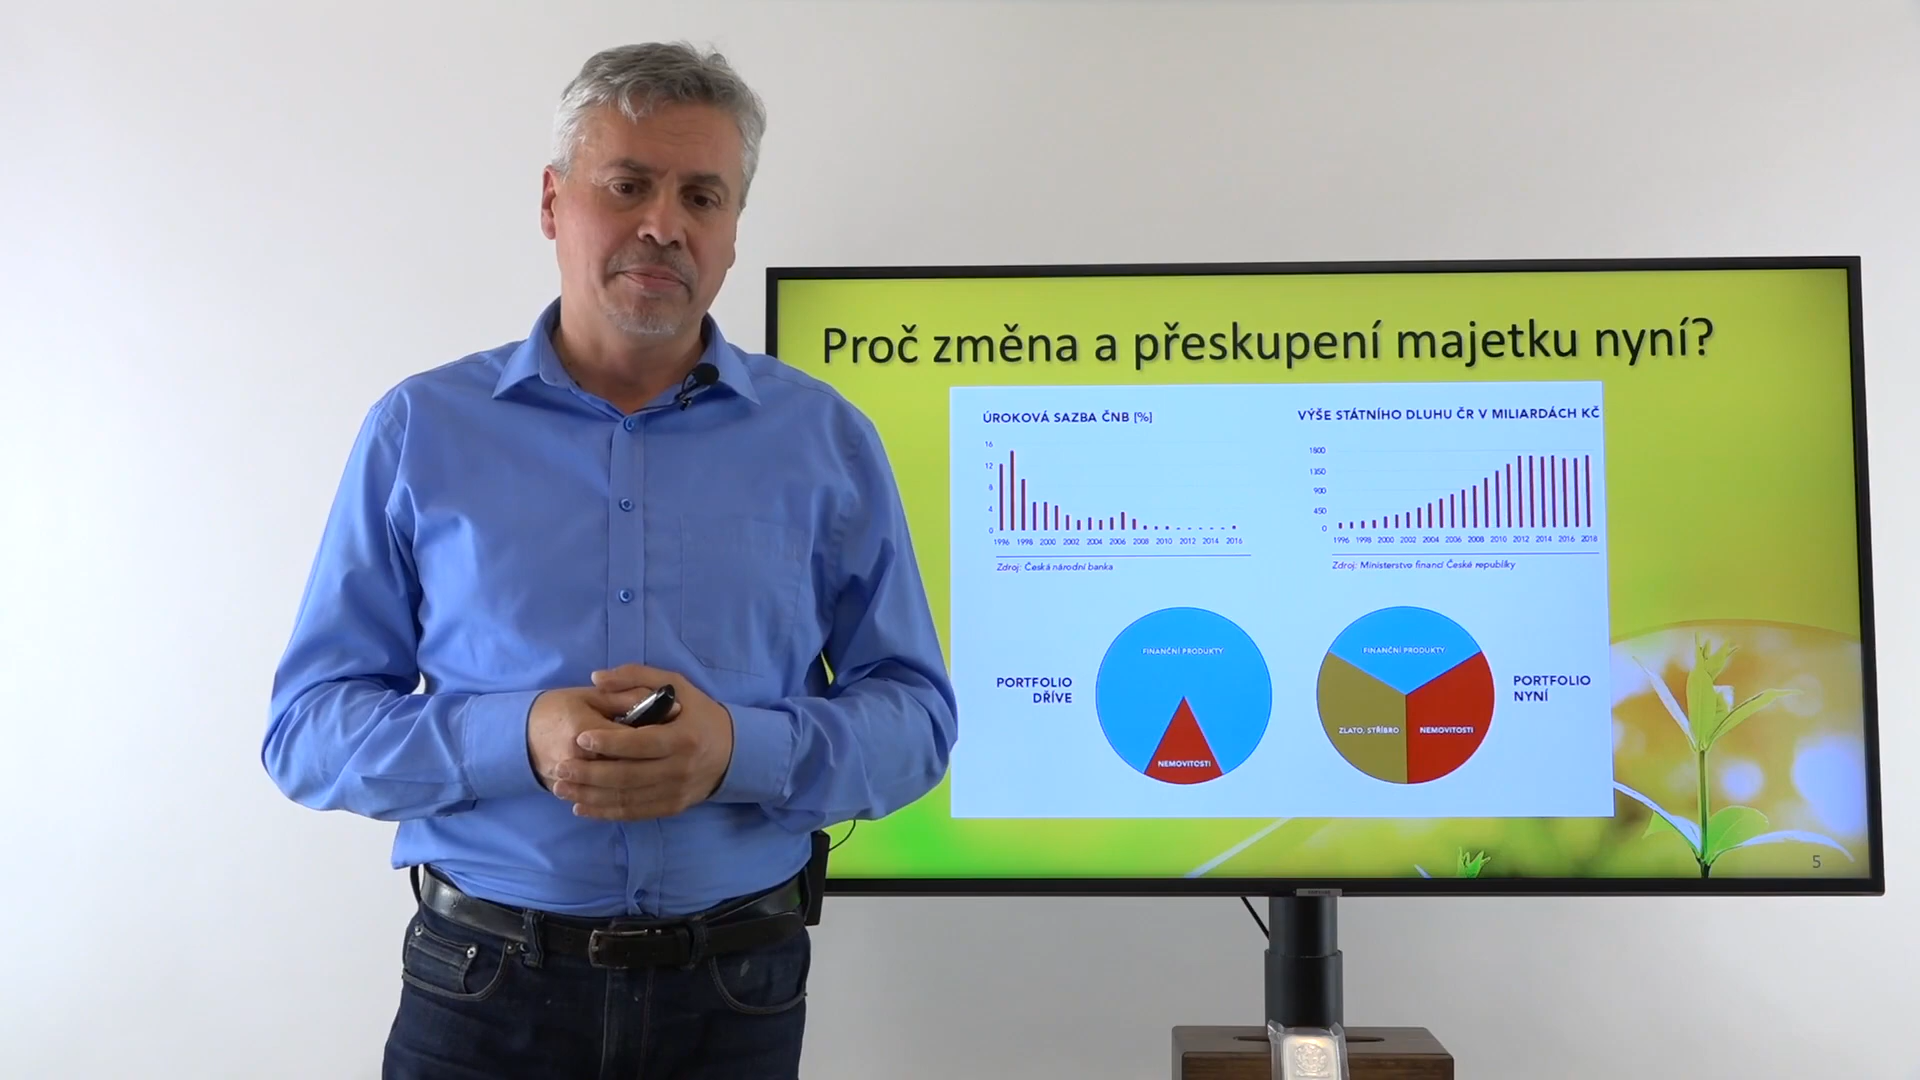 Proč změna a přeskupení majetku nyní?
ÚROKOVÁ SAZBA ČNB [%]
16
12
8
4
0
1996 1998 2000 2002 2004 2006 2008 2010 2012 2014 2016
Zdroj: Česká národní banka
VÝŠE STÁTNÍHO DLUHU ČR V MILIARDÁCH KČ
1800
1350
900
450
0
1996 1998 2000 2002 2004 2006 2008 2010 2012 2014 2016 2018
Zdroj: Ministerstvo financí České republiky
PORTFOLIO
DŘÍVE
FINANČNÍ PRODUKTY
NEMOVITOSTI
FINANČNÍ PRODUKTY
ZLATO, STŘÍBRO
NEMOVITOSTI
PORTFOLIO
NYNÍ
5